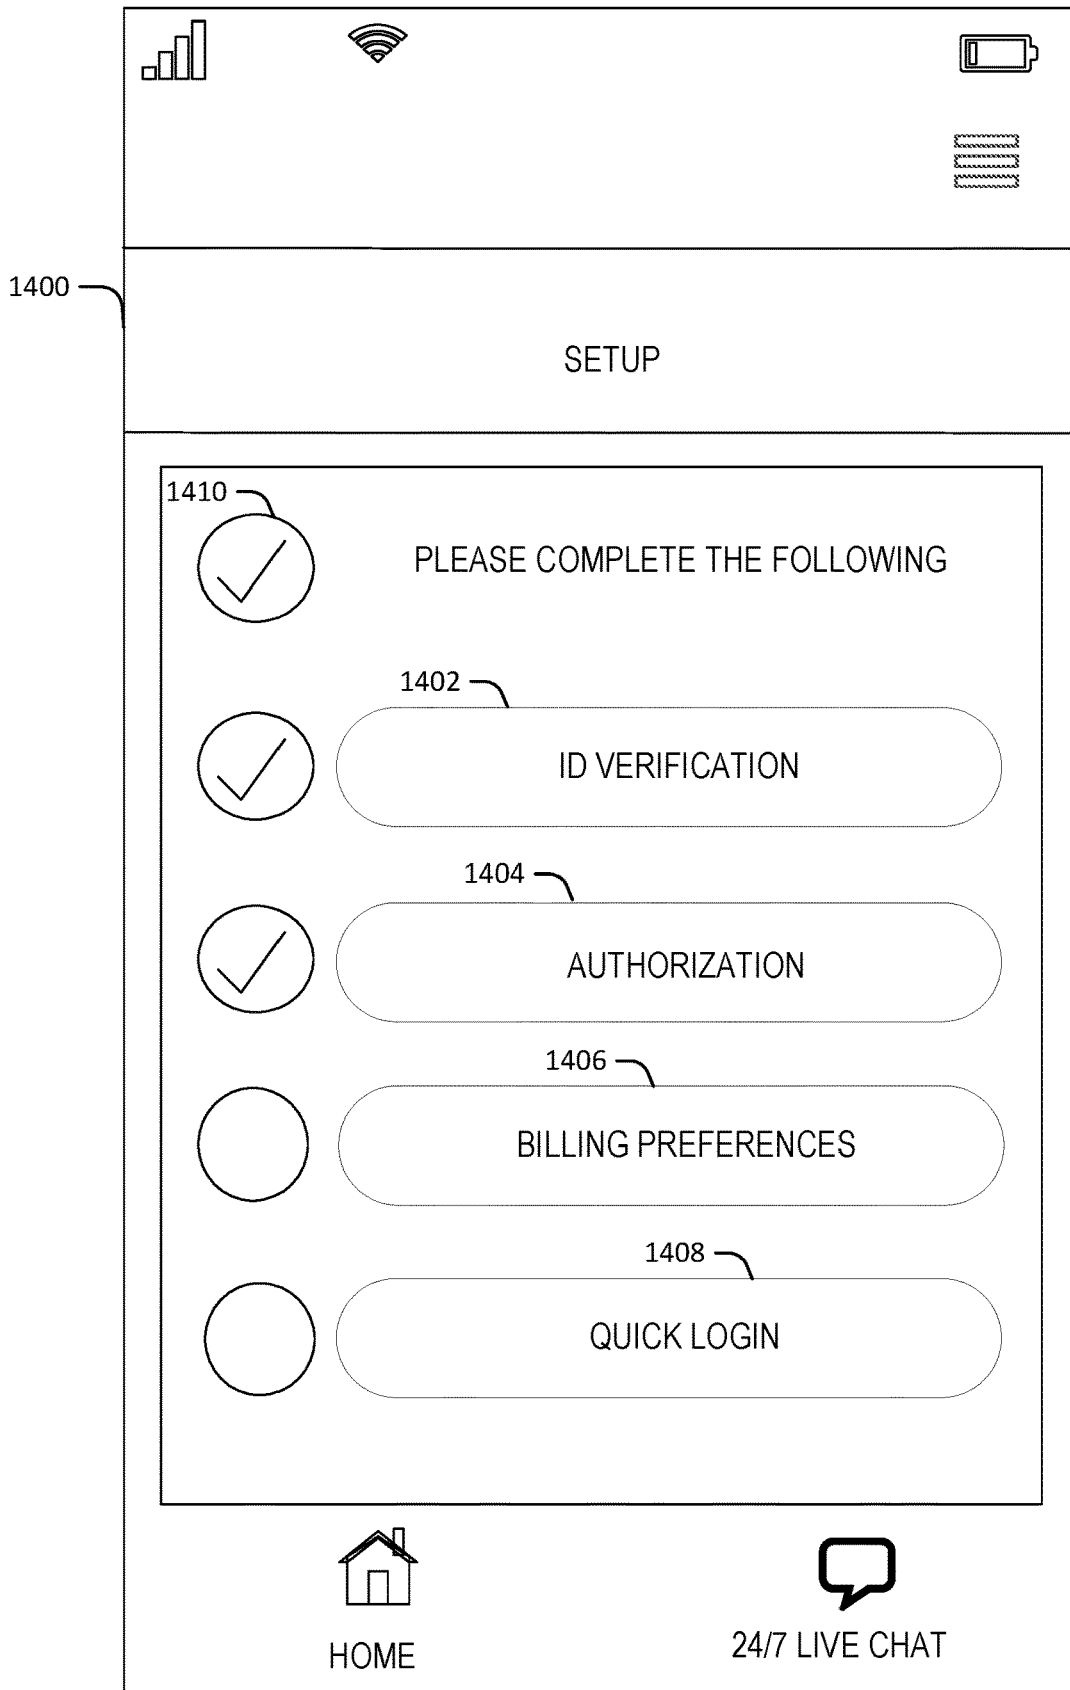 1400
SETUP
1410
PLEASE COMPLETE THE FOLLOWING
1402
ID VERIFICATION
1404
AUTHORIZATION
1406
BILLING PREFERENCES
1408
QUICK LOGIN
HOME
24/7 LIVE CHAT